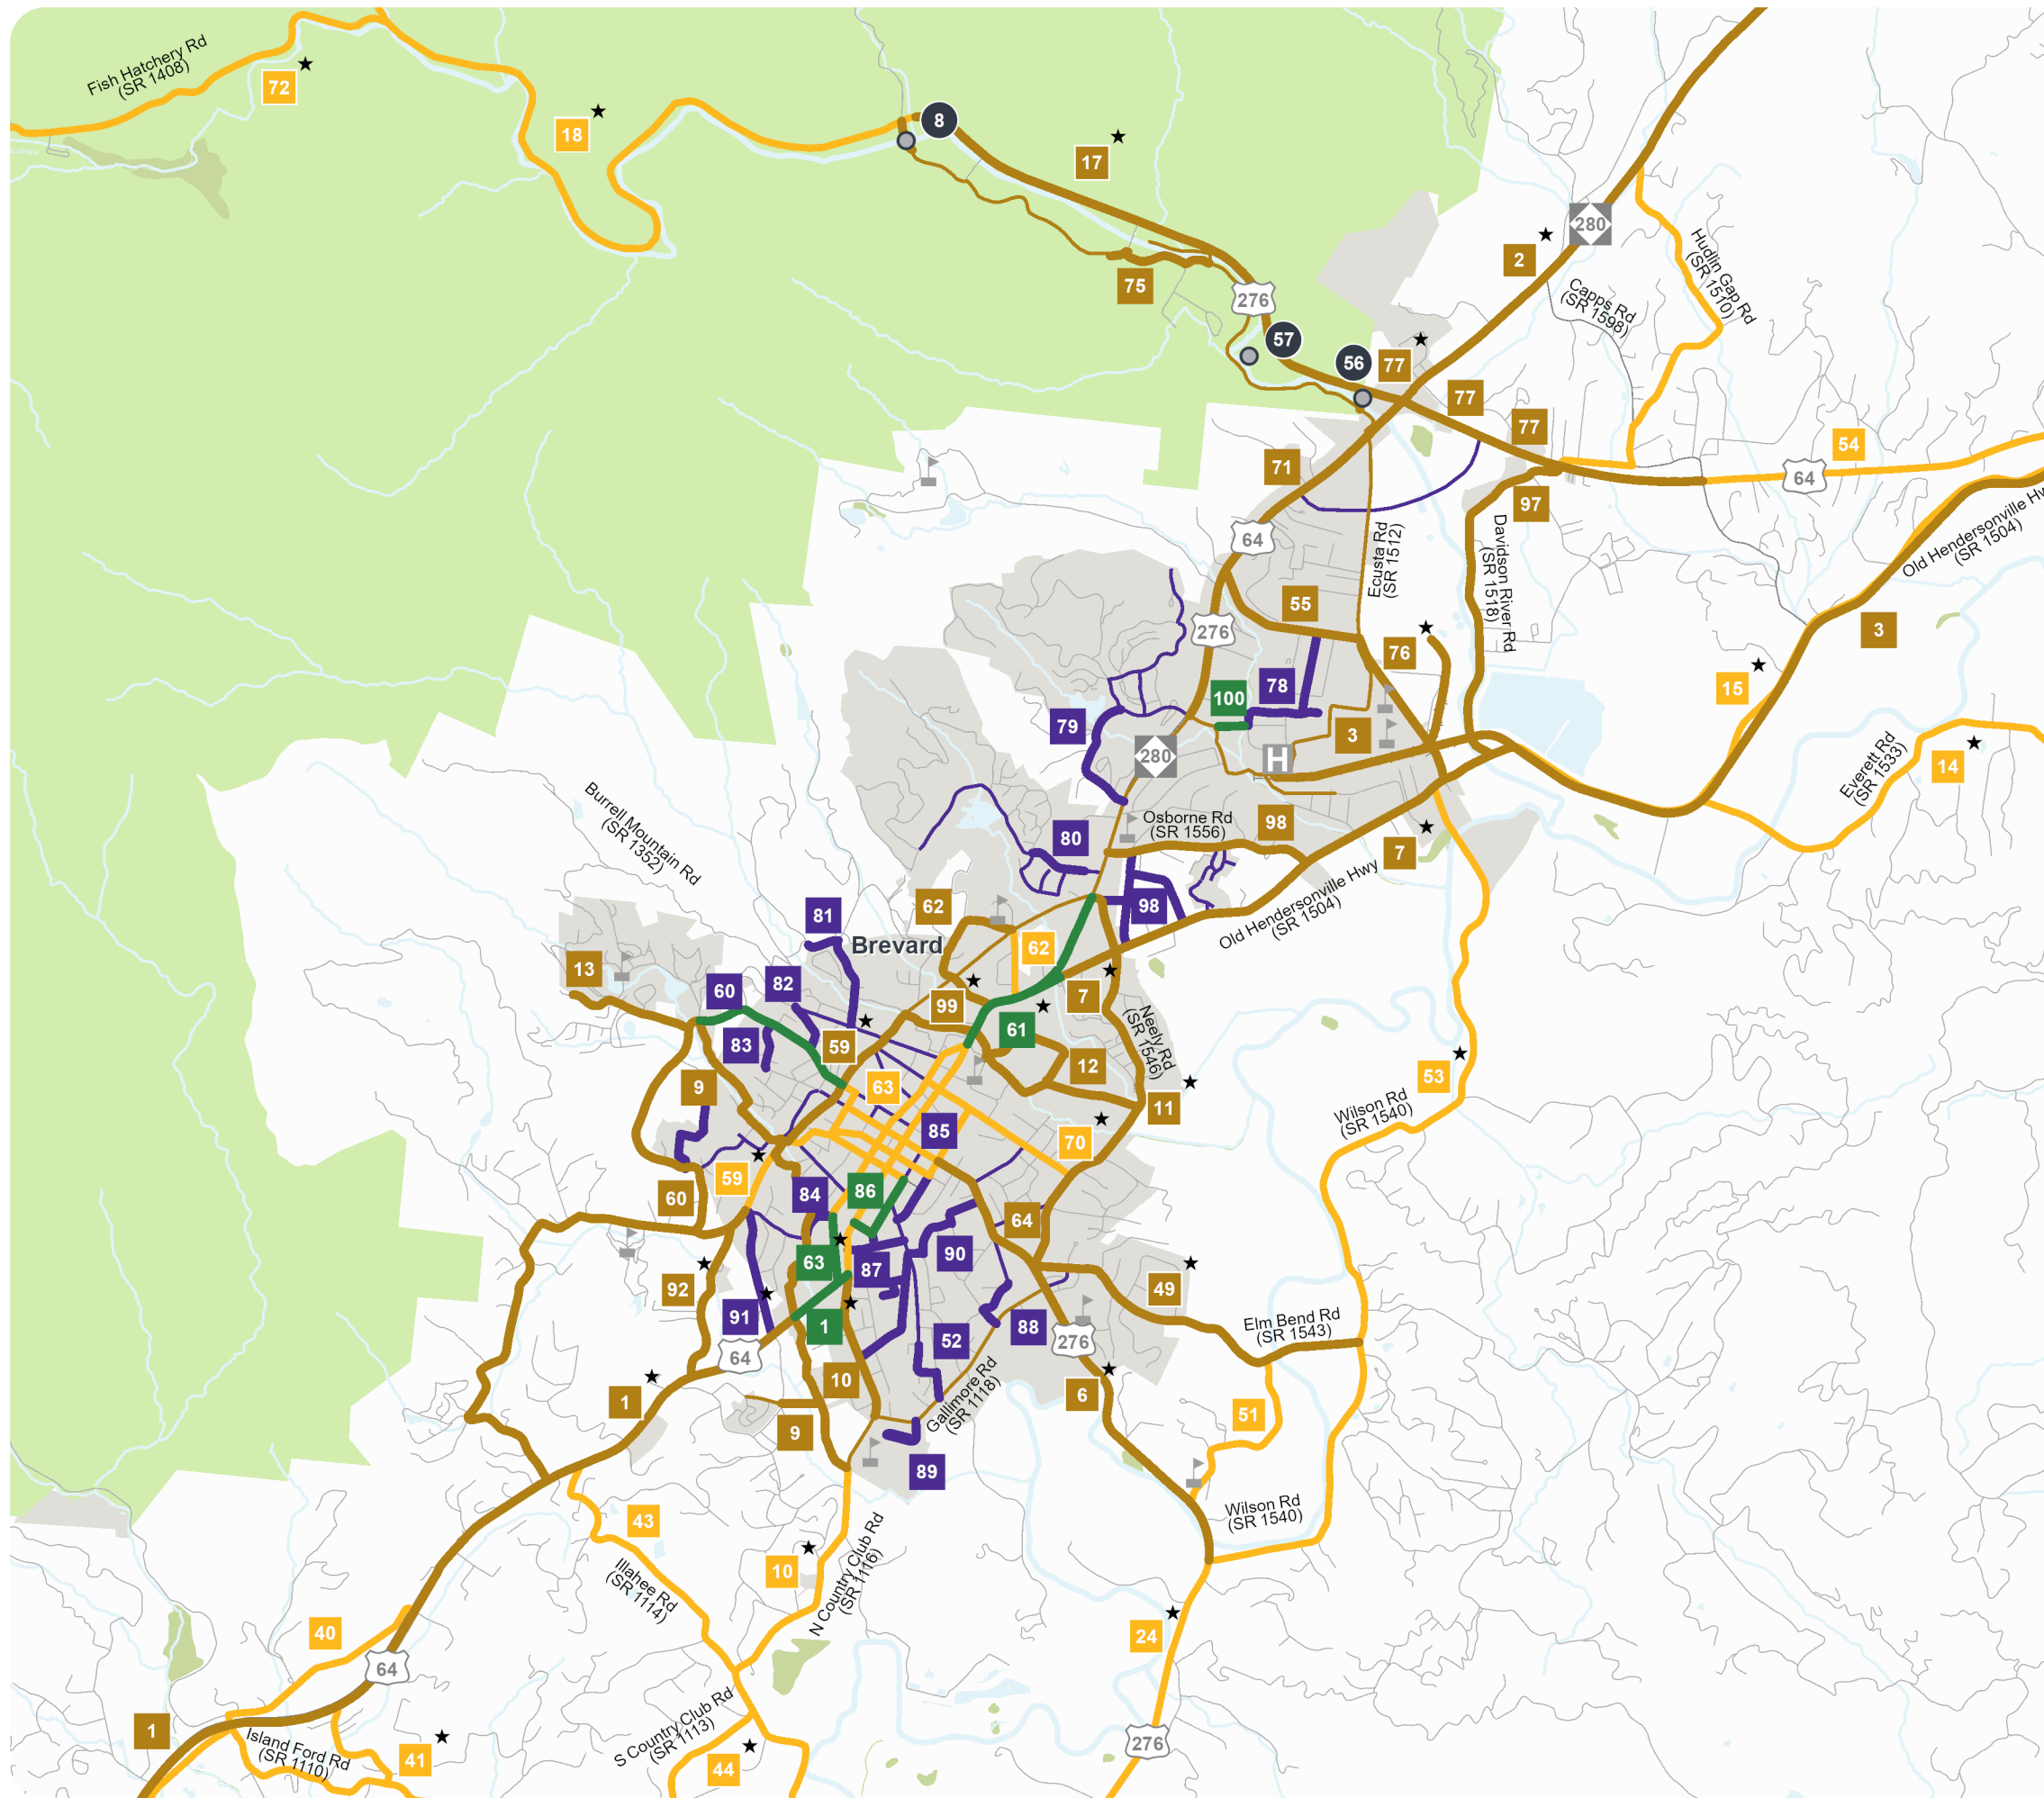 Fish Hatchery Rd
(SR 1408)
72
18
8
17
75
276
57
56
77
77
77
2
280
Hudlin Gap Rd
(SR 1510)
Capps Rd
(SR 1598)
54
64
71
97
64
Ecusta Rd
(SR 1512)
Davidson River Rd
(SR 1518)
Old Hendersonville Hw
(SR 1504)
55
276
76
3
15
100
78
79
280
H
3
Everett Rd
(SR 1533)
14
Burrell Mountain Rd
(SR 1352)
80
Osborne Rd
(SR 1556)
98
7
Old Hendersonville Hwy
(SR 1504)
98
62
81
Brevard
62
13
60
82
99
7
61
Neely Rd
(SR 1546)
83
59
12
53
9
63
11
Wilson Rd
(SR 1540)
85
70
59
60
84
86
64
90
63
87
92
49
91
1
88
52
Elm Bend Rd
(SR 1543)
276
64
10
6
Gallimore Rd
(SR 1118)
1
51
9
89
43
Wilson Rd
(SR 1540)
Illahee Rd
(SR 1114)
10
N Country Club Rd
(SR 1116)
40
24
64
S Country Club Rd
(SR 1113)
1
Island Ford Rd
(SR 1110)
41
44
276